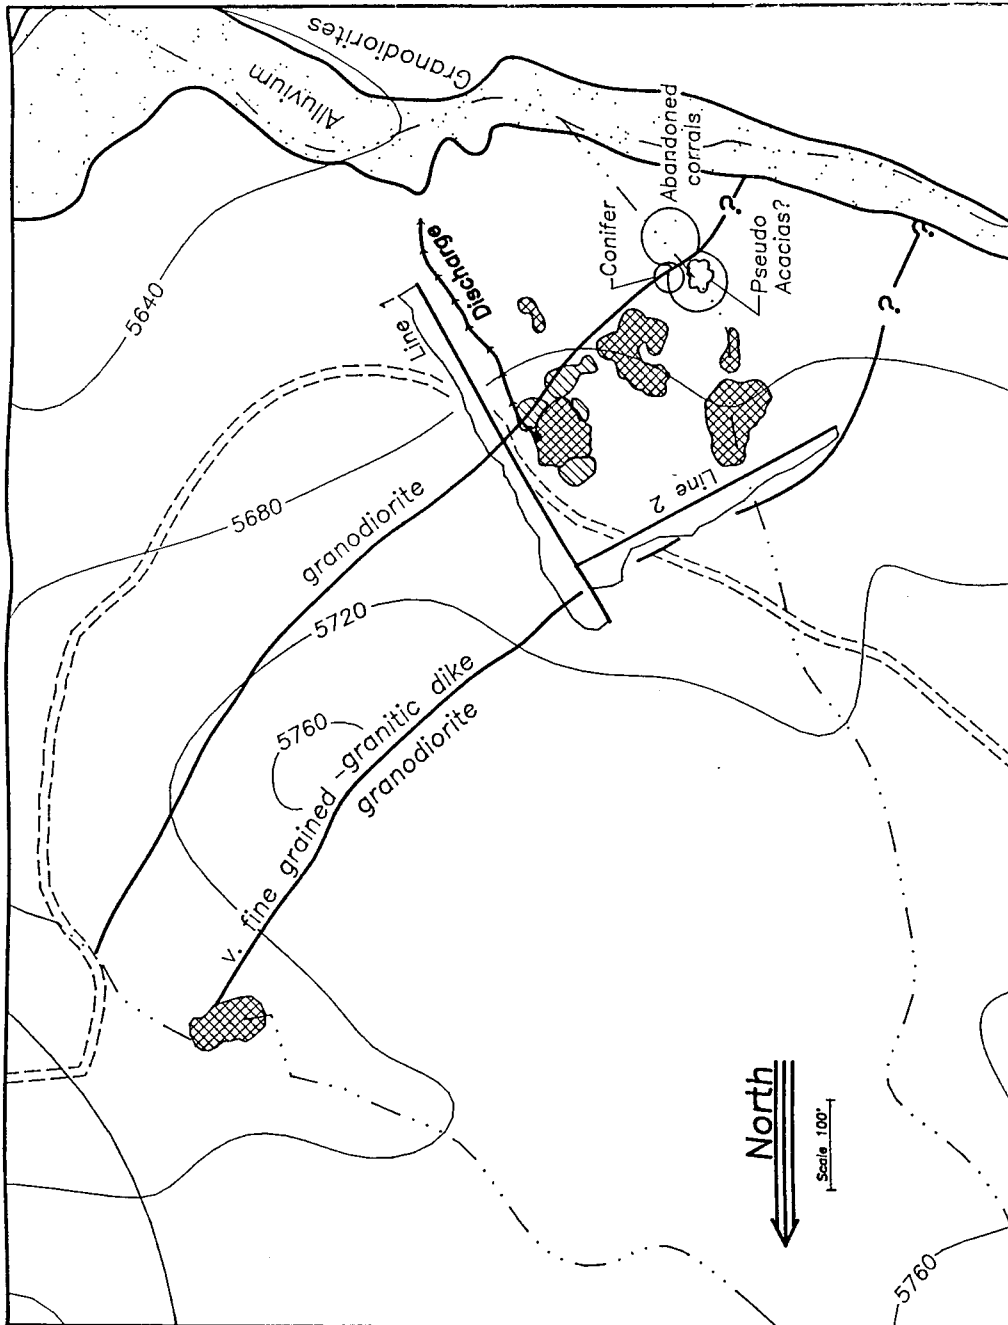 Granodiorites
Alluvium
Abandoned
corrals
Conifer
Pseudo
Acacias?
?
?
?
Discharge
Line 1
Line 2
5640
5680
5720
5760
granodiorite
v. fine grained -granitic dike
granodiorite
North
Scale 100'
5760